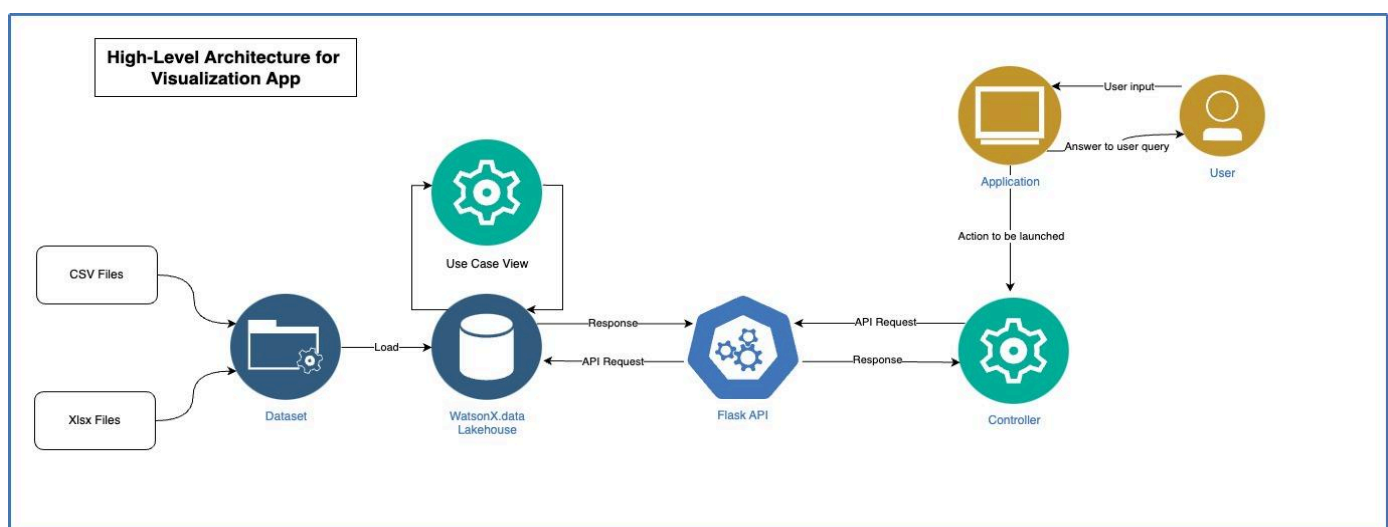 High-Level Architecture for
Visualization App
User input
Answer to user query
Application
User
Action to be launched
Use Case View
CSV Files
Xlsx Files
Dataset
Load
WatsonX.data
Lakehouse
Response
API Request
Flask API
API Request
Response
Controller